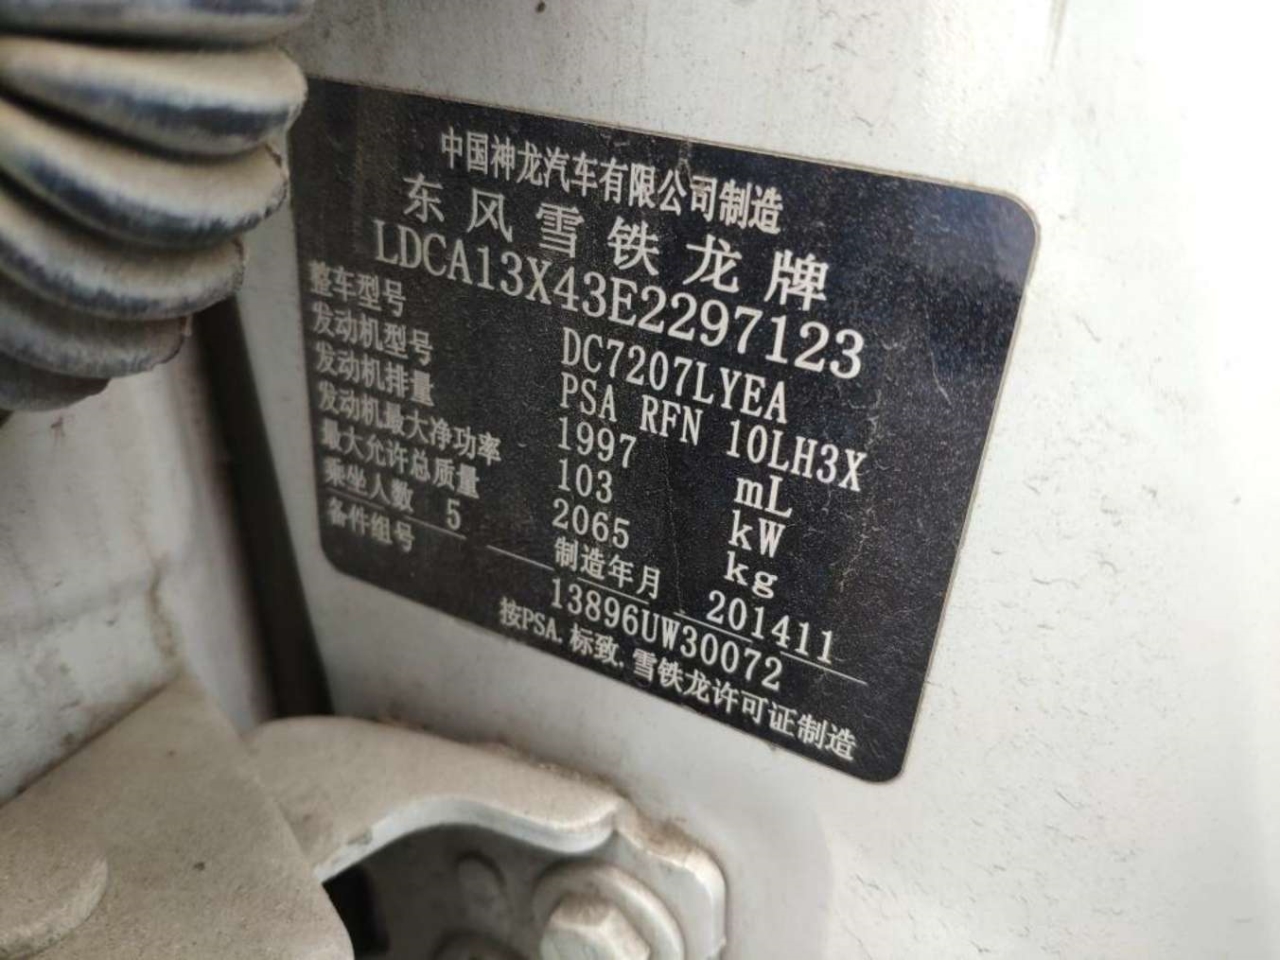 中国神龙汽车有限公司制造
东风雪铁龙牌
LDCA13X43E2297123
整车型号 DC7207LYEA
发动机型号 PSA RFN 10LH3X
发动机排量 1997 mL
发动机最大净功率 103 kW
最大允许总质量 2065 kg
乘坐人数 5 制造年月 201411
备件组号 13896UW30072
按PSA.标致.雪铁龙许可证制造